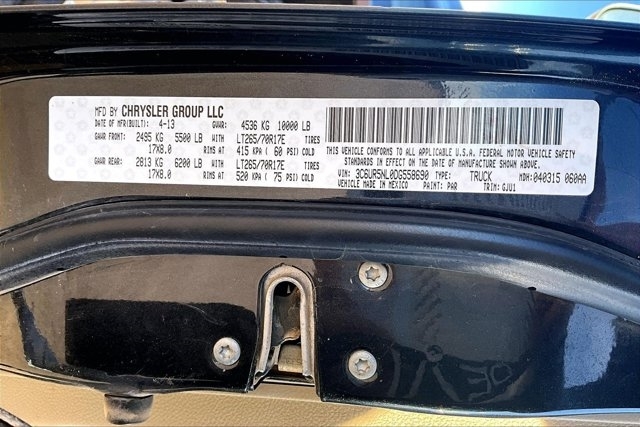 MFD BY CHRYSLER GROUP LLC
DATE OF MFR(BUILT): 4-13 GVWR: 4536 KG 10000 LB
GAWR FRONT: 2495 KG 5500 LB WITH LT265/70R17E TIRES
17X8.0 RIMS AT 415 KPA ( 60 PSI) COLD
GAWR REAR: 2813 KG 6200 LB WITH LT265/70R17E TIRES
17X8.0 RIMS AT 520 KPA ( 75 PSI) COLD
THIS VEHICLE CONFORMS TO ALL APPLICABLE U.S.A. FEDERAL MOTOR VEHICLE SAFETY
STANDARDS IN EFFECT ON THE DATE OF MANUFACTURE SHOWN ABOVE.
VIN: 3C6UR5NL0DG558690 TYPE: TRUCK MDH: 040315 060AA
VEHICLE MADE IN MEXICO PAINT: PAR TRIM: GJU1